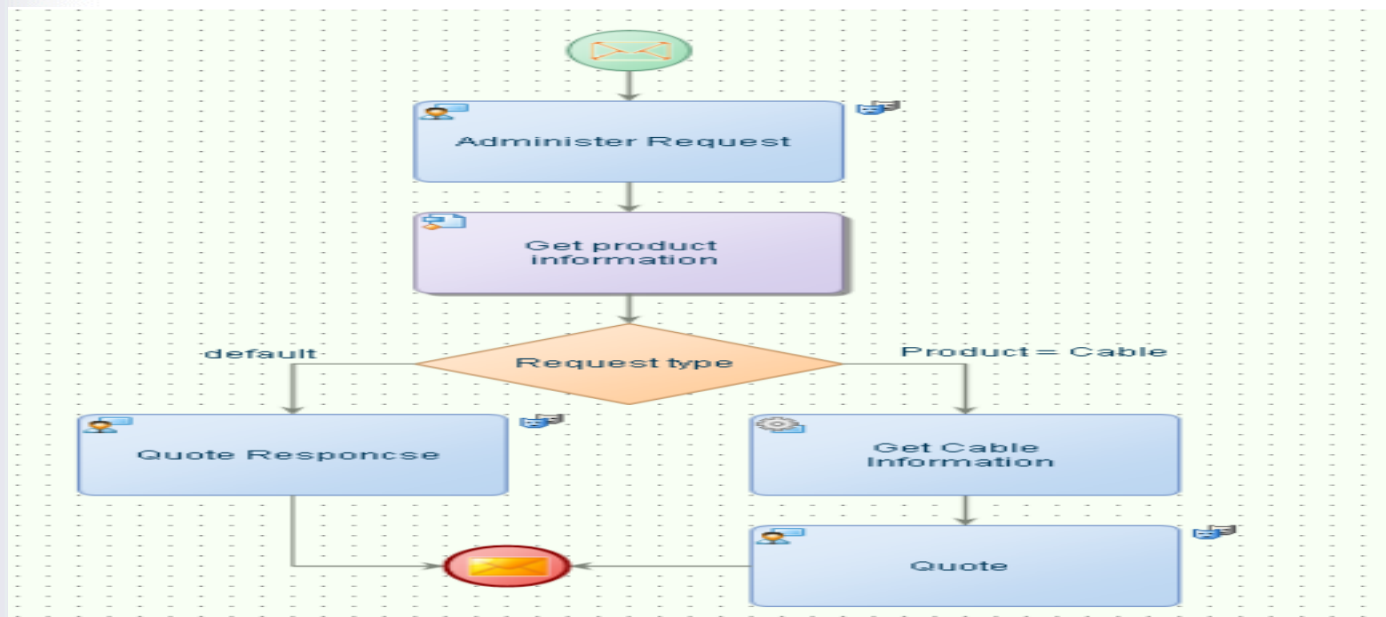 Administer Request
Get product
information
Request type
default
Product = Cable
Quote Responcse
Get Cable
Information
Quote